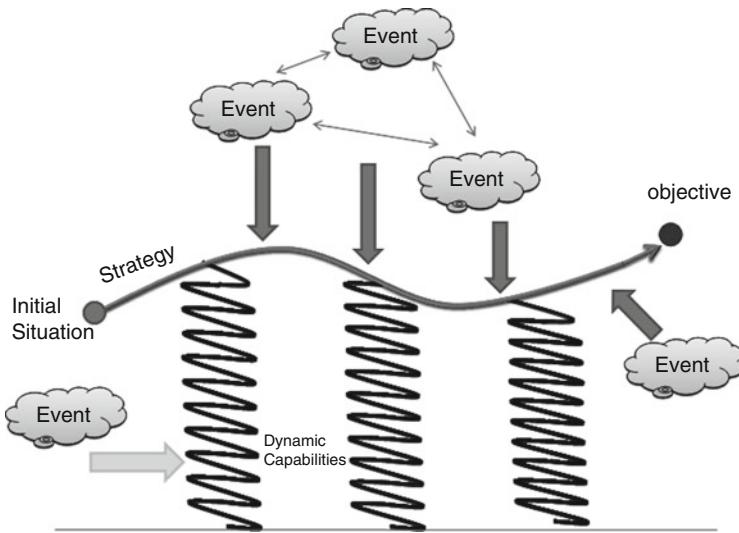 Event
Event
Event
objective
Strategy
Initial
Situation
Event
Event
Dynamic
Capabilities